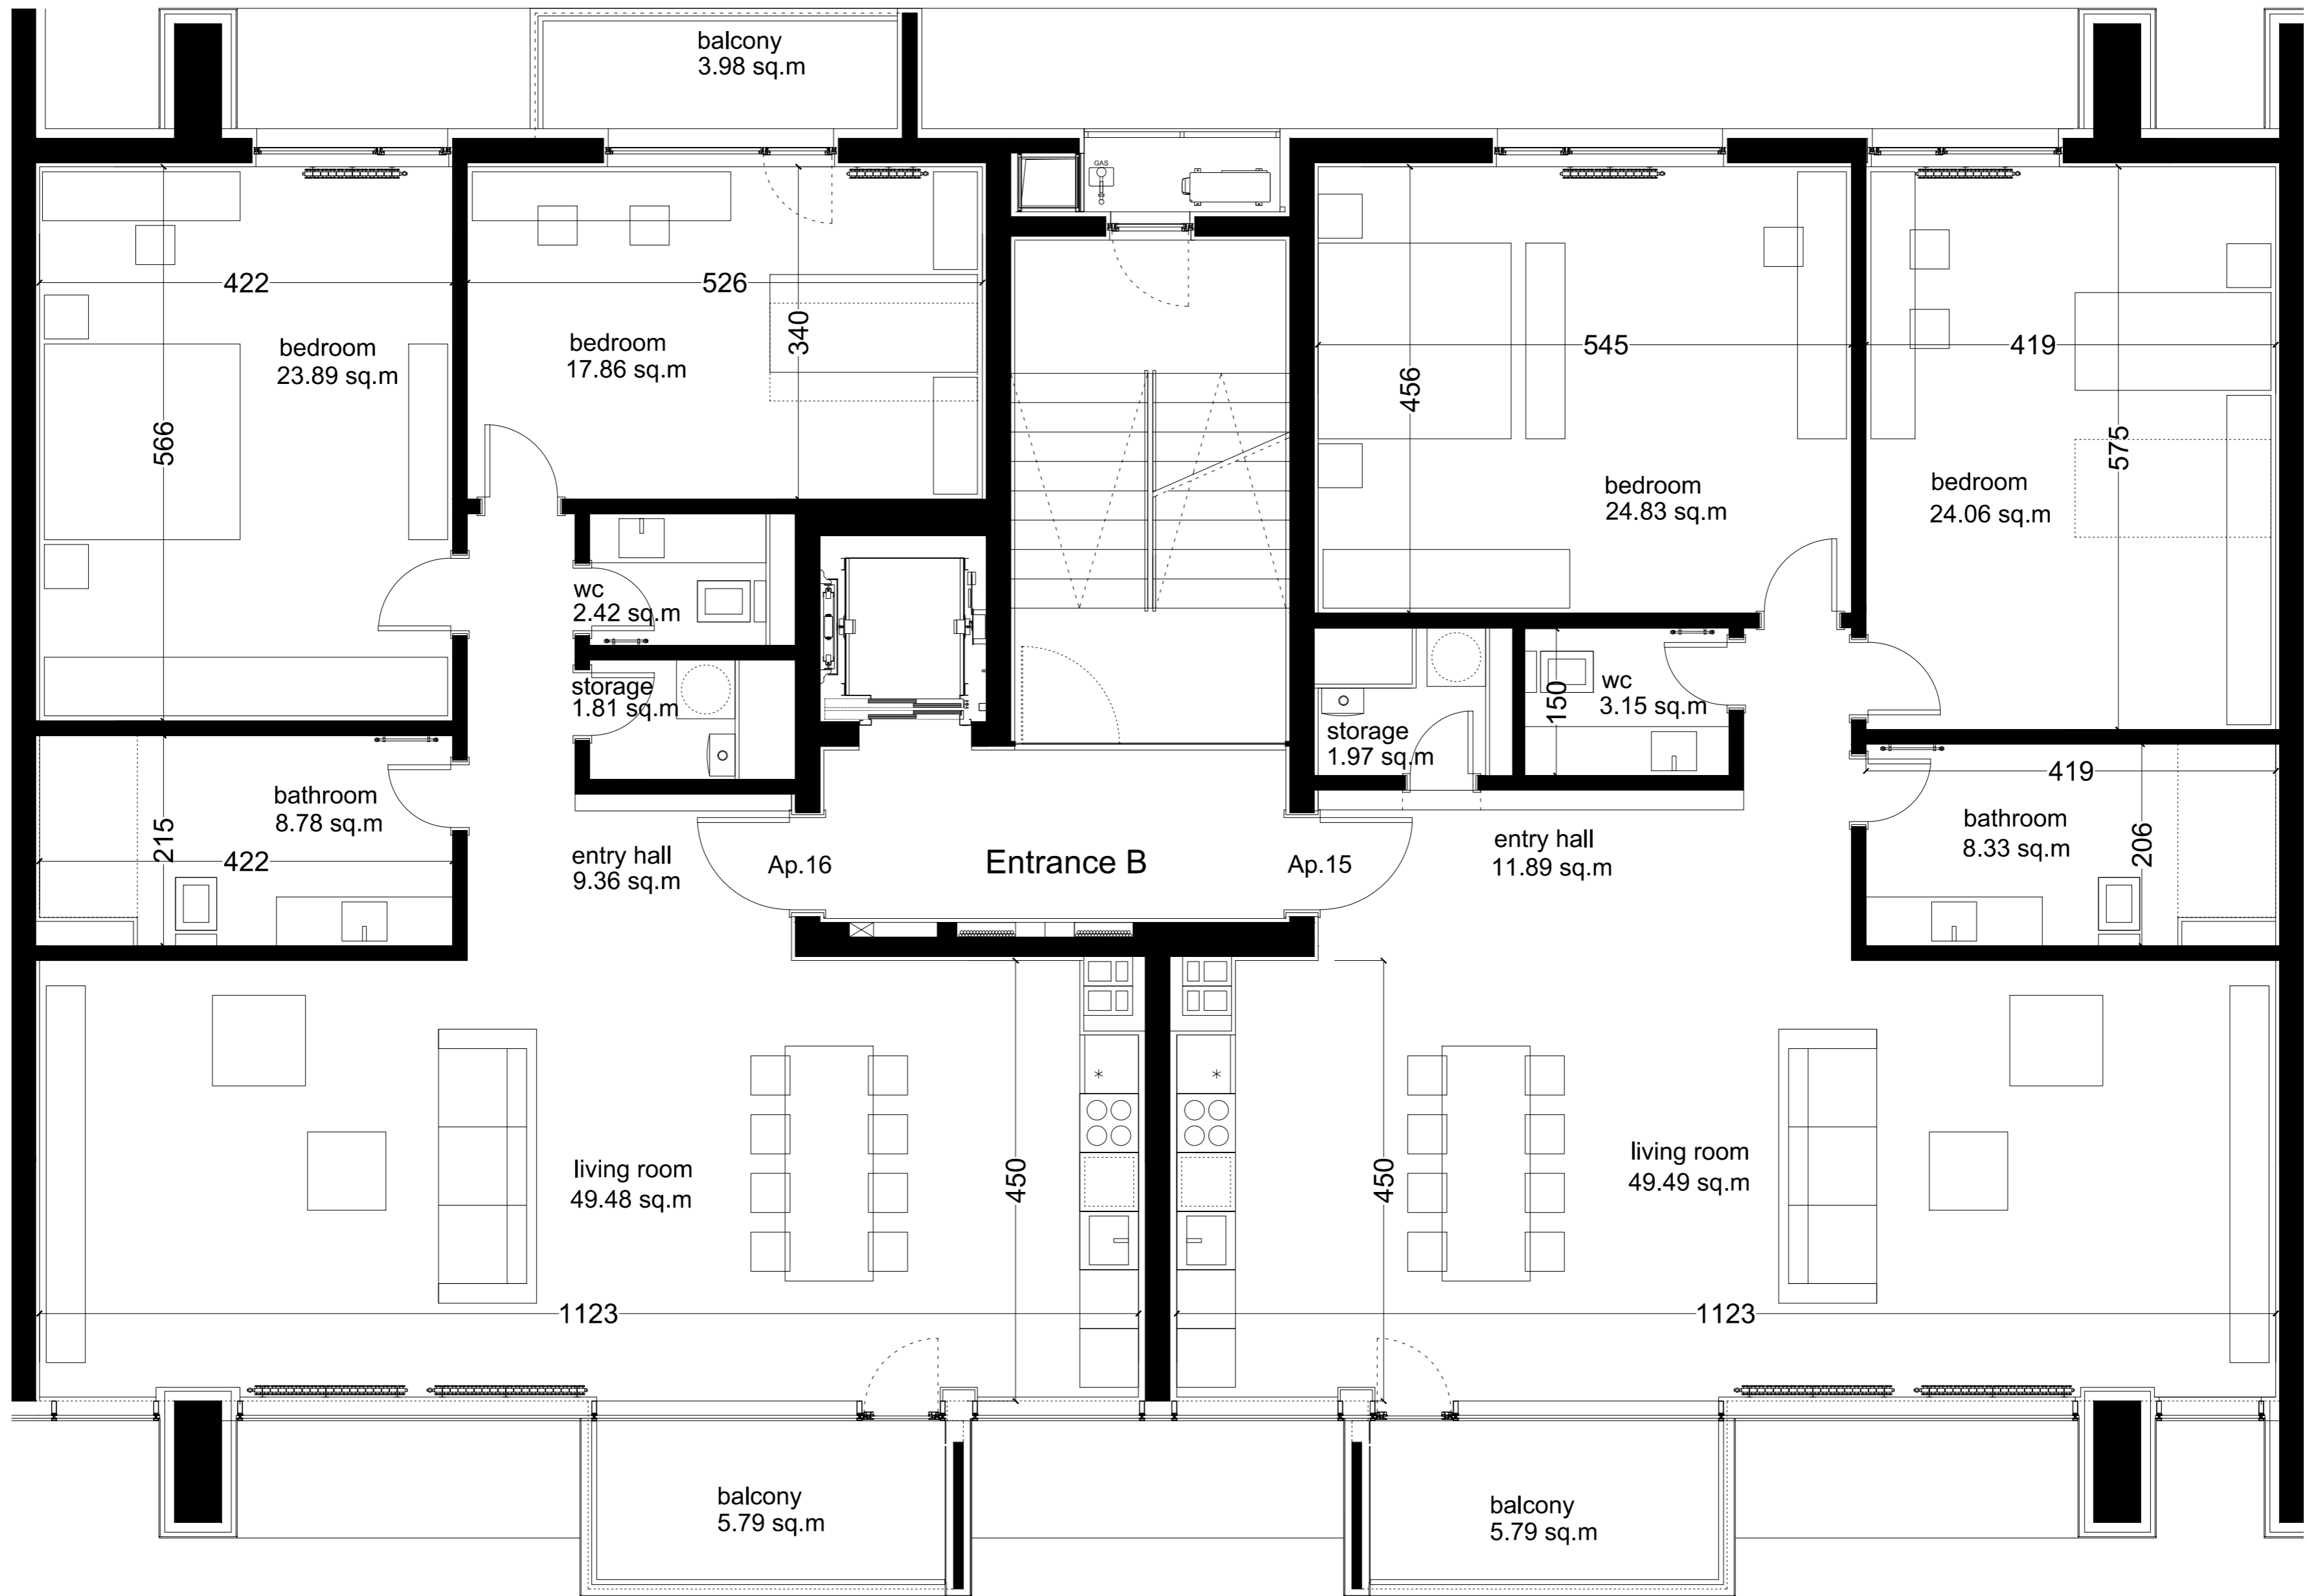 balcony
3.98 sq.m
GAS
422
526
340
bedroom
23.89 sq.m
bedroom
17.86 sq.m
566
545
419
456
575
bedroom
24.83 sq.m
bedroom
24.06 sq.m
wc
2.42 sq.m
storage
1.81 sq.m
wc
3.15 sq.m
150
storage
1.97 sq.m
419
bathroom
8.78 sq.m
215
422
entry hall
9.36 sq.m
Ap.16
Entrance B
Ap.15
entry hall
11.89 sq.m
bathroom
8.33 sq.m
206
living room
49.48 sq.m
450
450
living room
49.49 sq.m
1123
1123
balcony
5.79 sq.m
balcony
5.79 sq.m